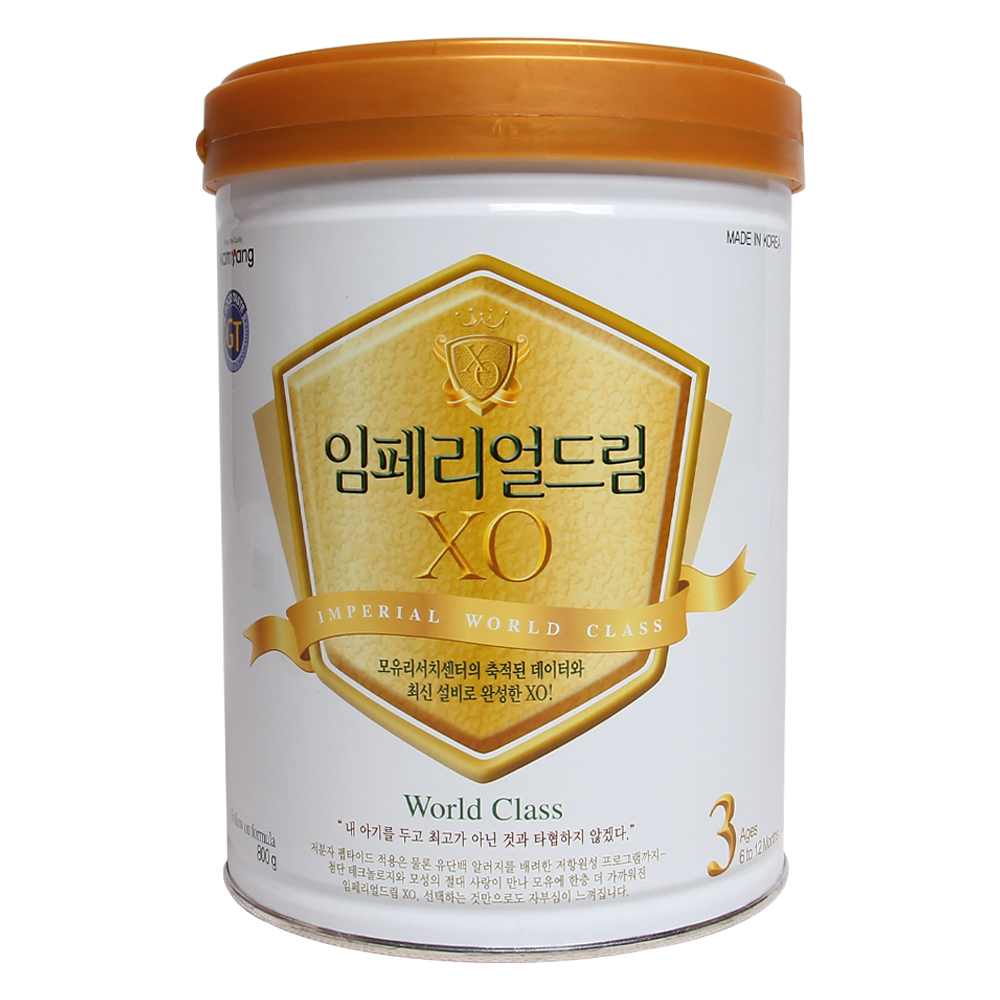 MADE IN KOREA
GT
XO
임페리얼드림
XO
IMPERIAL WORLD CLASS
모유리서치센터의 축적된 데이터와
최신 설비로 완성한 XO!
World Class
“내 아기를 두고 최고가 아닌 것과 타협하지 않겠다.”
저분자 펩타이드 적용은 물론 유단백 알러지를 배려한 저항원성 프로그램까지-
첨단 테크놀로지와 모성의 절대 사랑이 만나 모유에 한층 더 가까워진
임페리얼드림 XO, 선택하는 것만으로도 자부심이 느껴집니다.
Follow on formula
800 g
3
Ages
6 to 12 Months